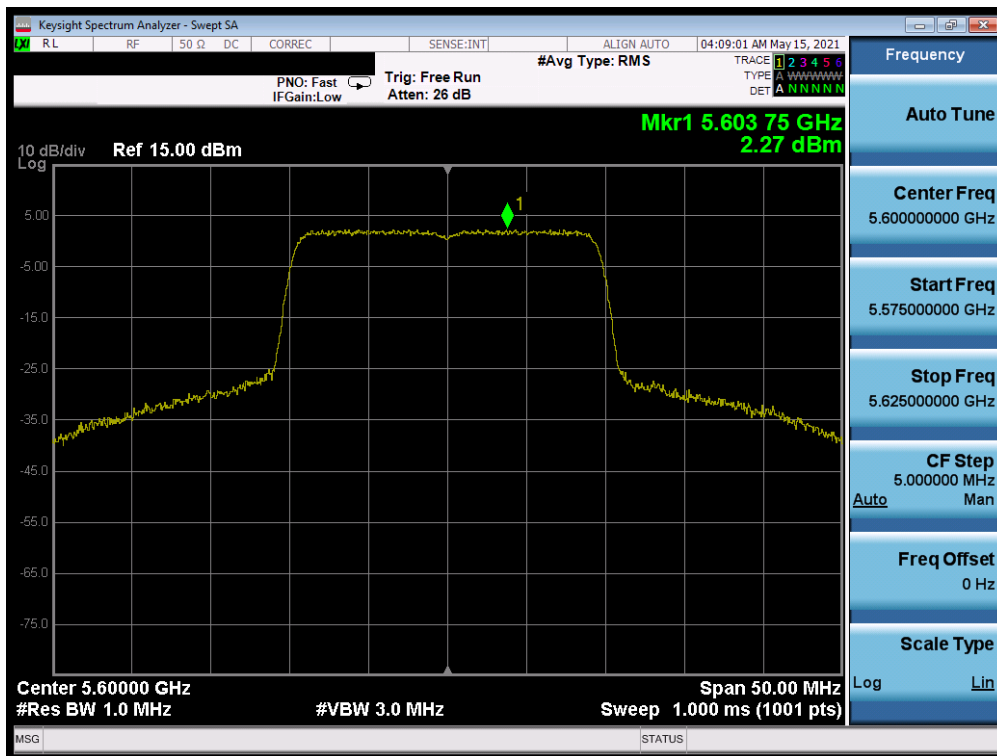 Keysight Spectrum Analyzer - Swept SA
LXI RL RF 50 Ω DC CORREC SENSE:INT ALIGN AUTO 04:09:01 AM May 15, 2021
PNO: Fast
IFGain:Low
Trig: Free Run
Atten: 26 dB
#Avg Type: RMS
TRACE 1 2 3 4 5 6
TYPE A WWWWW
DET A N N N N N
Mkr1 5.603 75 GHz
2.27 dBm
10 dB/div
Log
Ref 15.00 dBm
1
5.00
-5.00
-15.0
-25.0
-35.0
-45.0
-55.0
-65.0
-75.0
Center 5.60000 GHz
#Res BW 1.0 MHz
#VBW 3.0 MHz
Span 50.00 MHz
Sweep 1.000 ms (1001 pts)
MSG
STATUS
Frequency
Auto Tune
Center Freq
5.600000000 GHz
Start Freq
5.575000000 GHz
Stop Freq
5.625000000 GHz
CF Step
5.000000 MHz
Auto Man
Freq Offset
0 Hz
Scale Type
Log Lin